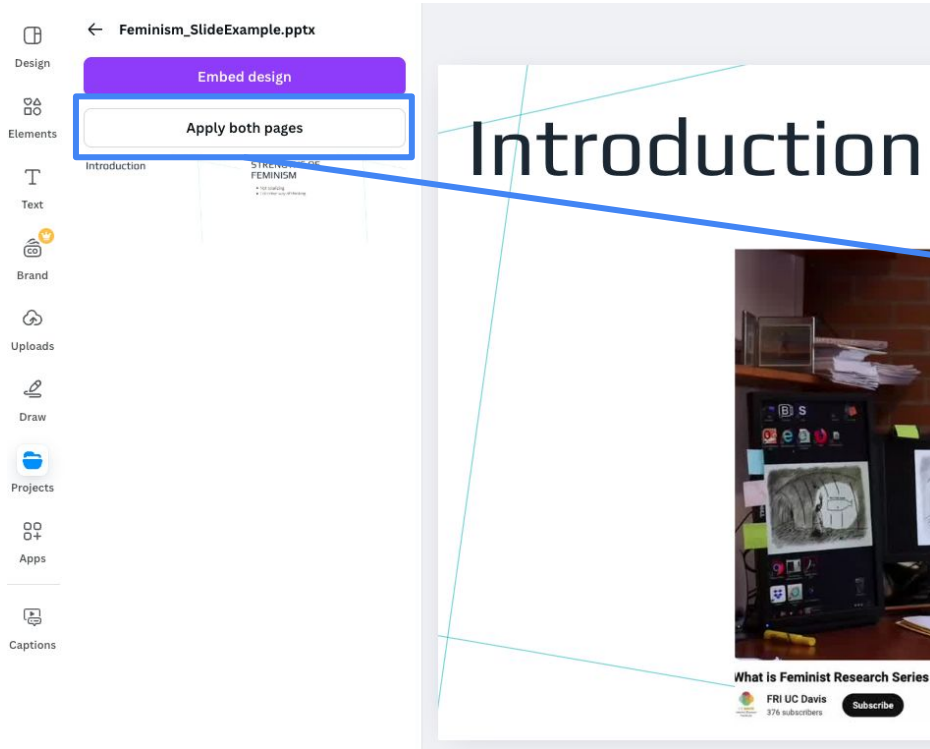 Feminism_SlideExample.pptx
Design
Embed design
Elements
Apply both pages
Introduction
Introduction
FEMINISM
Text
Brand
Uploads
Draw
Projects
Apps
Captions
B S
What is Feminist Research Series
FRI UC Davis
376 subscribers
Subscribe